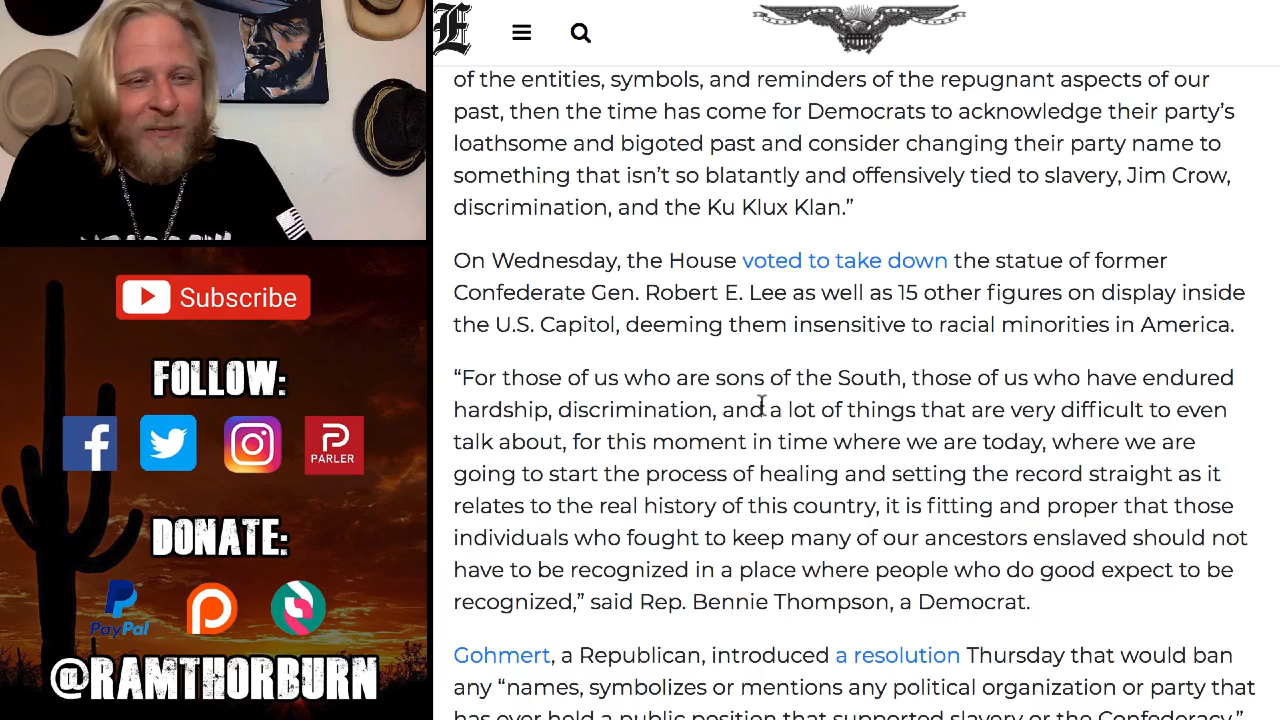 of the entities, symbols, and reminders of the repugnant aspects of our
past, then the time has come for Democrats to acknowledge their party’s
loathsome and bigoted past and consider changing their party name to
something that isn’t so blatantly and offensively tied to slavery, Jim Crow,
discrimination, and the Ku Klux Klan.”
On Wednesday, the House voted to take down the statue of former
Confederate Gen. Robert E. Lee as well as 15 other figures on display inside
the U.S. Capitol, deeming them insensitive to racial minorities in America.
“For those of us who are sons of the South, those of us who have endured
hardship, discrimination, and a lot of things that are very difficult to even
talk about, for this moment in time where we are today, where we are
going to start the process of healing and setting the record straight as it
relates to the real history of this country, it is fitting and proper that those
individuals who fought to keep many of our ancestors enslaved should not
have to be recognized in a place where people who do good expect to be
recognized,” said Rep. Bennie Thompson, a Democrat.
Gohmert, a Republican, introduced a resolution Thursday that would ban
any “names, symbolizes or mentions any political organization or party that
has ever held a public position that supported slavery or the Confederacy.”
Subscribe
FOLLOW:
PARLER
DONATE:
PayPal
@RAMTHORBURN